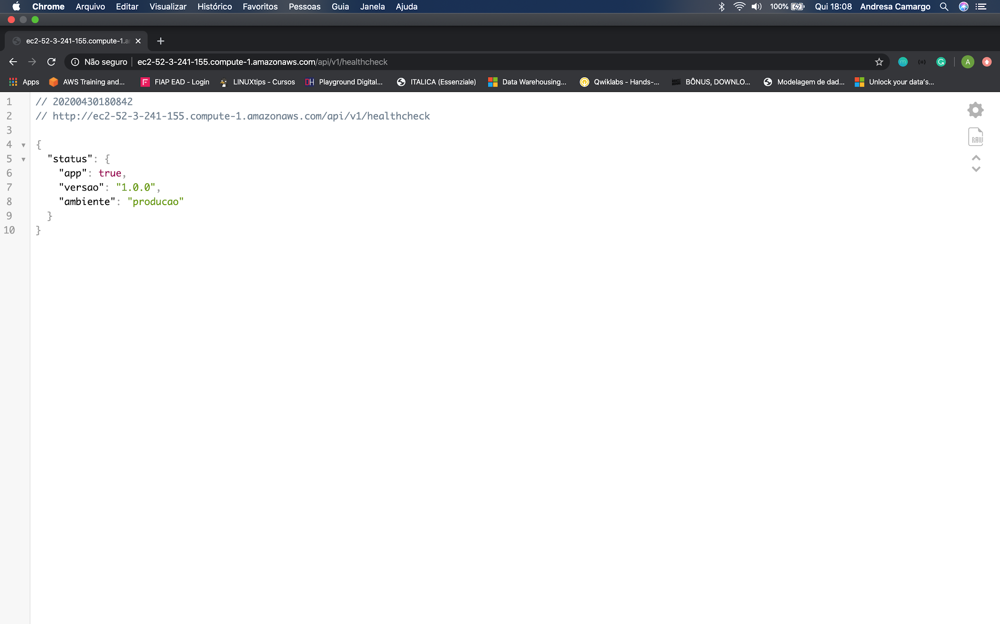 Chrome Arquivo Editar Visualizar Histórico Favoritos Pessoas Guia Janela Ajuda 100% Qui 18:08 Andresa Camargo
ec2-52-3-241-155.compute-1.a
Não seguro ec2-52-3-241-155.compute-1.amazonaws.com/api/v1/healthcheck A
Apps AWS Training and... FIAP EAD - Login LINUXtips - Cursos DH Playground Digital... ITALICA (Essenziale) Data Warehousing... Qwiklabs - Hands-... BÔNUS, DOWNLO... Modelagem de dad... Unlock your data's...
1 // 20200430180842
2 // http://ec2-52-3-241-155.compute-1.amazonaws.com/api/v1/healthcheck
3
4 {
5 "status": {
6 "app": true,
7 "versao": "1.0.0",
8 "ambiente": "producao"
9 }
10 }
RAW